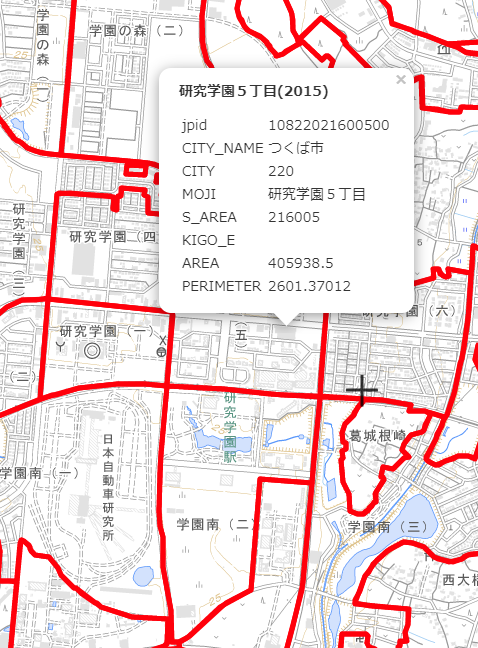 学園の森（二）
学園の森（一）
25
×
研究学園５丁目(2015)
jpid 10822021600500
CITY_NAME つくば市
CITY 220
MOJI 研究学園５丁目
S_AREA 216005
KIGO_E
AREA 405938.5
PERIMETER 2601.37012
研究学園（三）
研究学園（四
研究学園（六）
研究学園（一）
（五）
（二）
研究学園駅
葛城根崎
日本自動車研究所
学園南（一）
学園南（二）
学園南（三）
西大橋
25